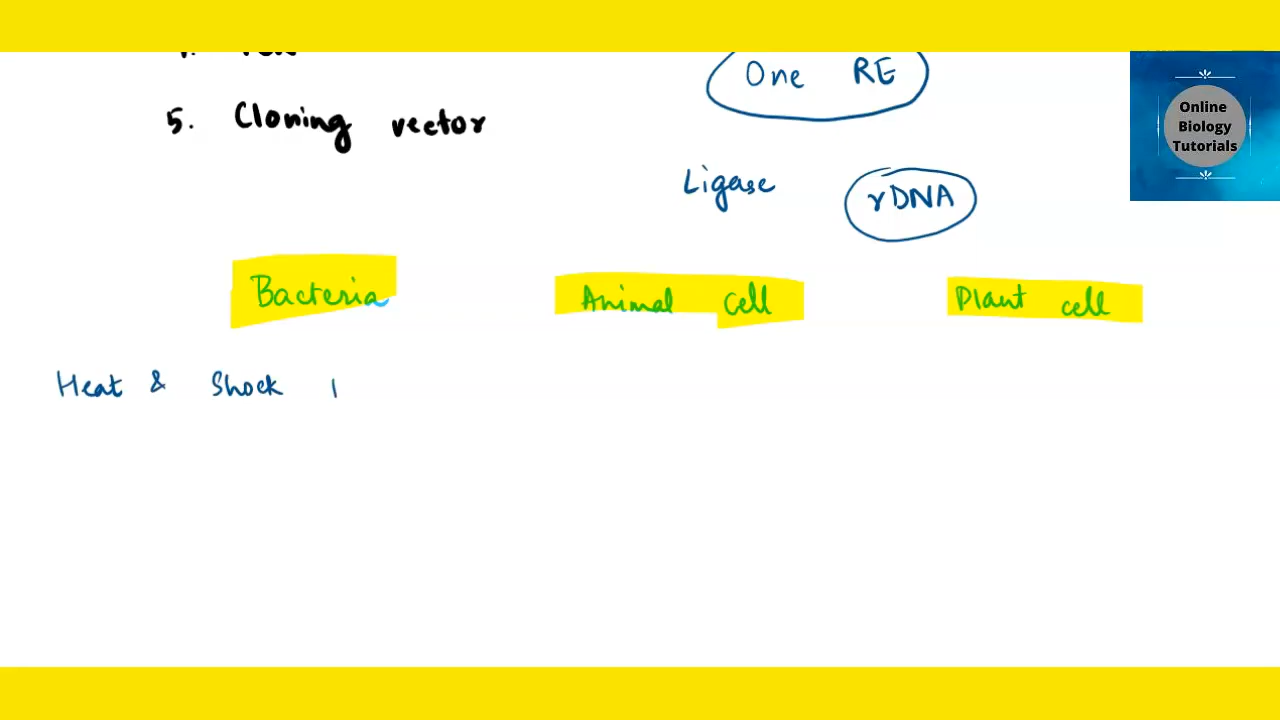 One RE
5. Cloning vector
Ligase rDNA
Bacteria Animal cell Plant cell
Heat & Shock
Online
Biology
Tutorials